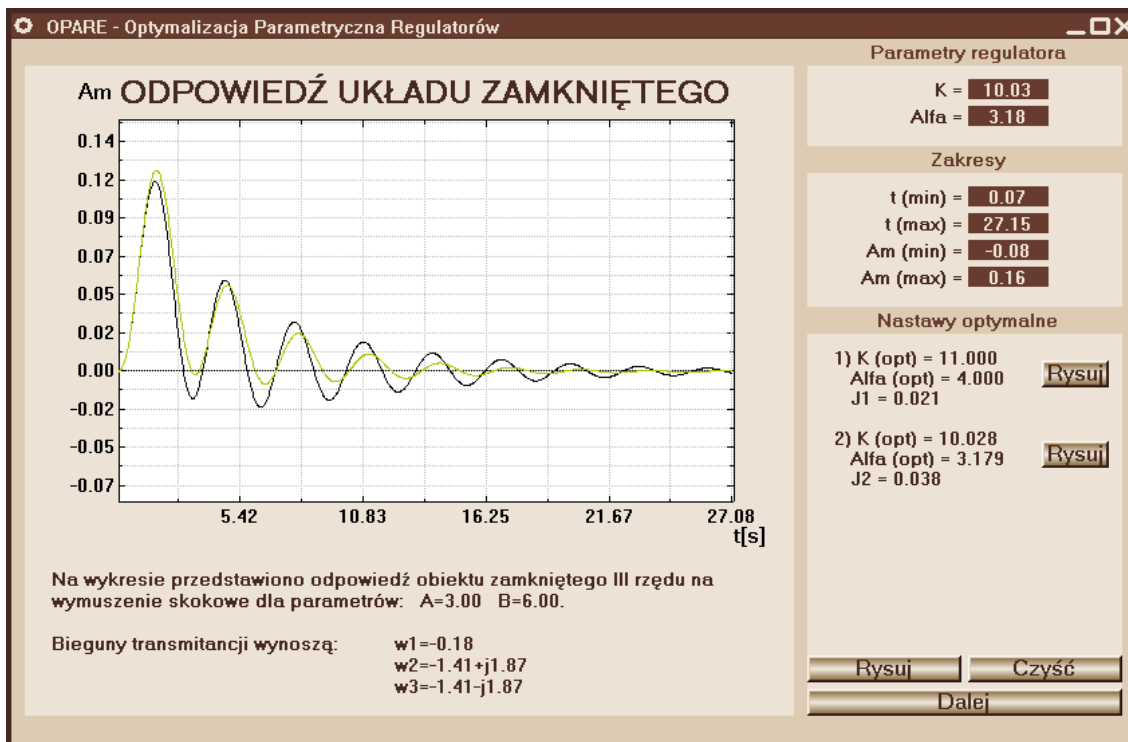 OPARE - Optymalizacja Parametryczna Regulatorów
Am ODPOWIEDŹ UKŁADU ZAMKNIĘTEGO
0.14
0.12
0.09
0.07
0.05
0.02
0.00
-0.02
-0.05
-0.07
5.42 10.83 16.25 21.67 27.08
t[s]
Na wykresie przedstawiono odpowiedź obiektu zamkniętego III rzędu na
wymuszenie skokowe dla parametrów: A=3.00 B=6.00.
Bieguny transmitancji wynoszą: w1=-0.18
w2=-1.41+j1.87
w3=-1.41-j1.87
Parametry regulatora
K = 10.03
Alfa = 3.18
Zakresy
t (min) = 0.07
t (max) = 27.15
Am (min) = -0.08
Am (max) = 0.16
Nastawy optymalne
1) K (opt) = 11.000
Alfa (opt) = 4.000
J1 = 0.021
Rysuj
2) K (opt) = 10.028
Alfa (opt) = 3.179
J2 = 0.038
Rysuj
Rysuj Czyść
Dalej